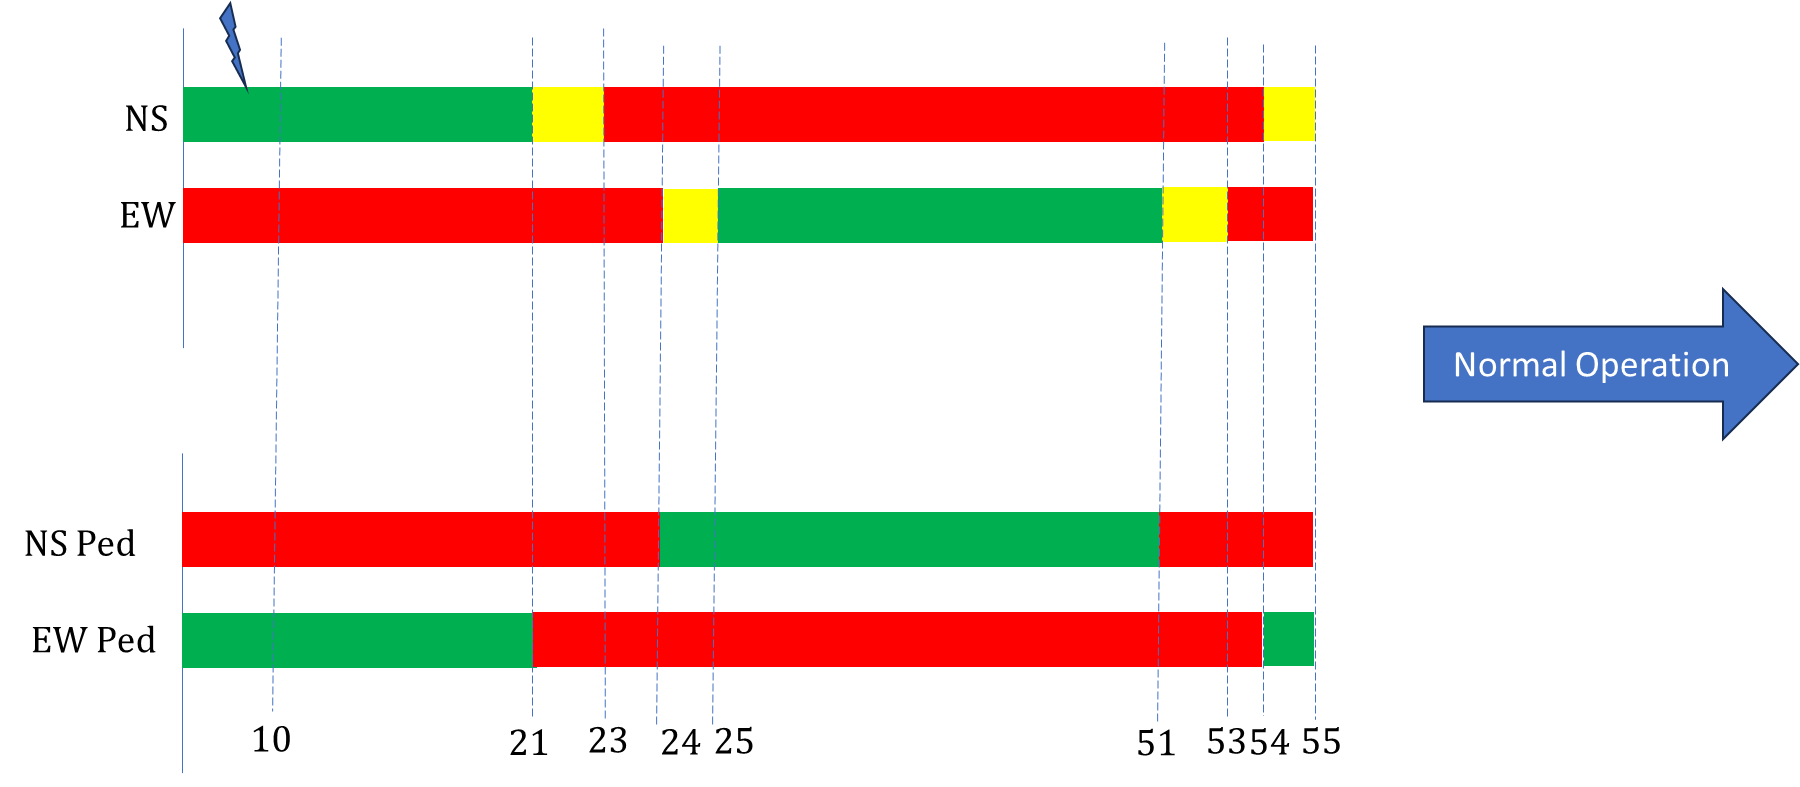 NS
EW
Normal Operation
NS Ped
EW Ped
10 21 23 24 25 51 53 54 55